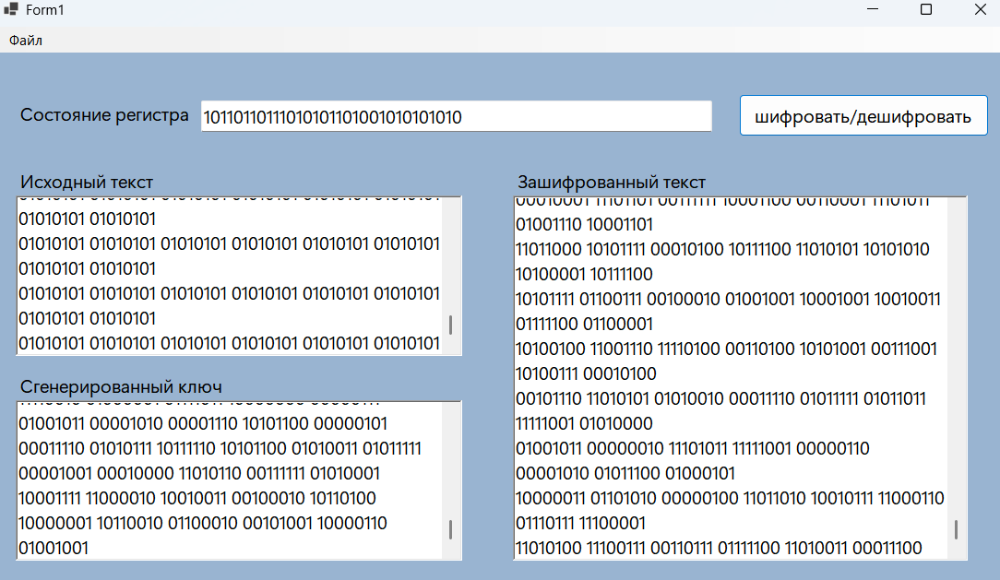 Form1
Файл
Состояние регистра
10110110111010101101001010101010
шифровать/дешифровать
Исходный текст
01010101 01010101
01010101 01010101 01010101 01010101 01010101 01010101
01010101 01010101
01010101 01010101 01010101 01010101 01010101 01010101
01010101 01010101
01010101 01010101 01010101 01010101 01010101 01010101
Сгенерированный ключ
01001011 00001010 00001110 10101100 00000101
00011110 01010111 10111110 10101100 01010011 01011111
00001001 00010000 11010110 00111111 01010001
10001111 11000010 10010011 00100010 10110100
10000001 10110010 01100010 00101001 10000110
01001001
Зашифрованный текст
00010001 11101101 00111111 10001100 00110001 11101011
01001110 10001101
11011000 10101111 00010100 10111100 11010101 10101010
10100001 10111100
10101111 01100111 00100010 01001001 10001001 10010011
01111100 01100001
10100100 11001110 11110100 00110100 10101001 00111001
10100111 00010100
00101110 11010101 01010010 00011110 01011111 01011011
11111001 01010000
01001011 00000010 11101011 11111001 00000110
00001010 01011100 01000101
10000011 01101010 00000100 11011010 10010111 11000110
01110111 11100001
11010100 11100111 00110111 01111100 11010011 00011100